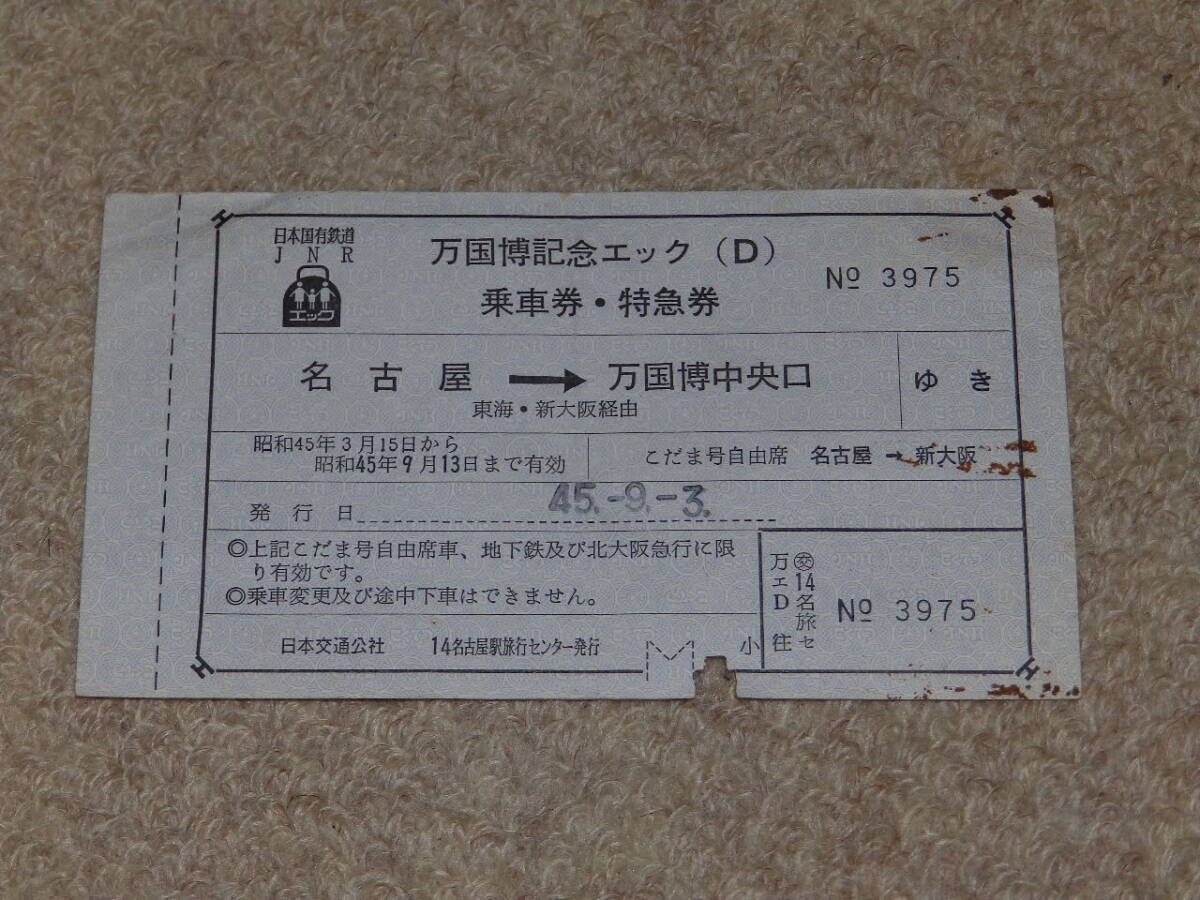 日本国有鉄道
J N R
エック
万国博記念エック(D)
乗車券・特急券
№ 3975
名古屋 → 万国博中央口
ゆき
東海・新大阪経由
昭和45年3月15日から
昭和45年9月13日まで有効
こだま号自由席 名古屋→新大阪
発行日 45.-9.-3.
◎上記こだま号自由席車、地下鉄及び北大阪急行に限
り有効です。
◎乗車変更及び途中下車はできません。
日本交通公社 14名古屋駅旅行センター発行
小
㊋14名旅セ
万エD往
№ 3975